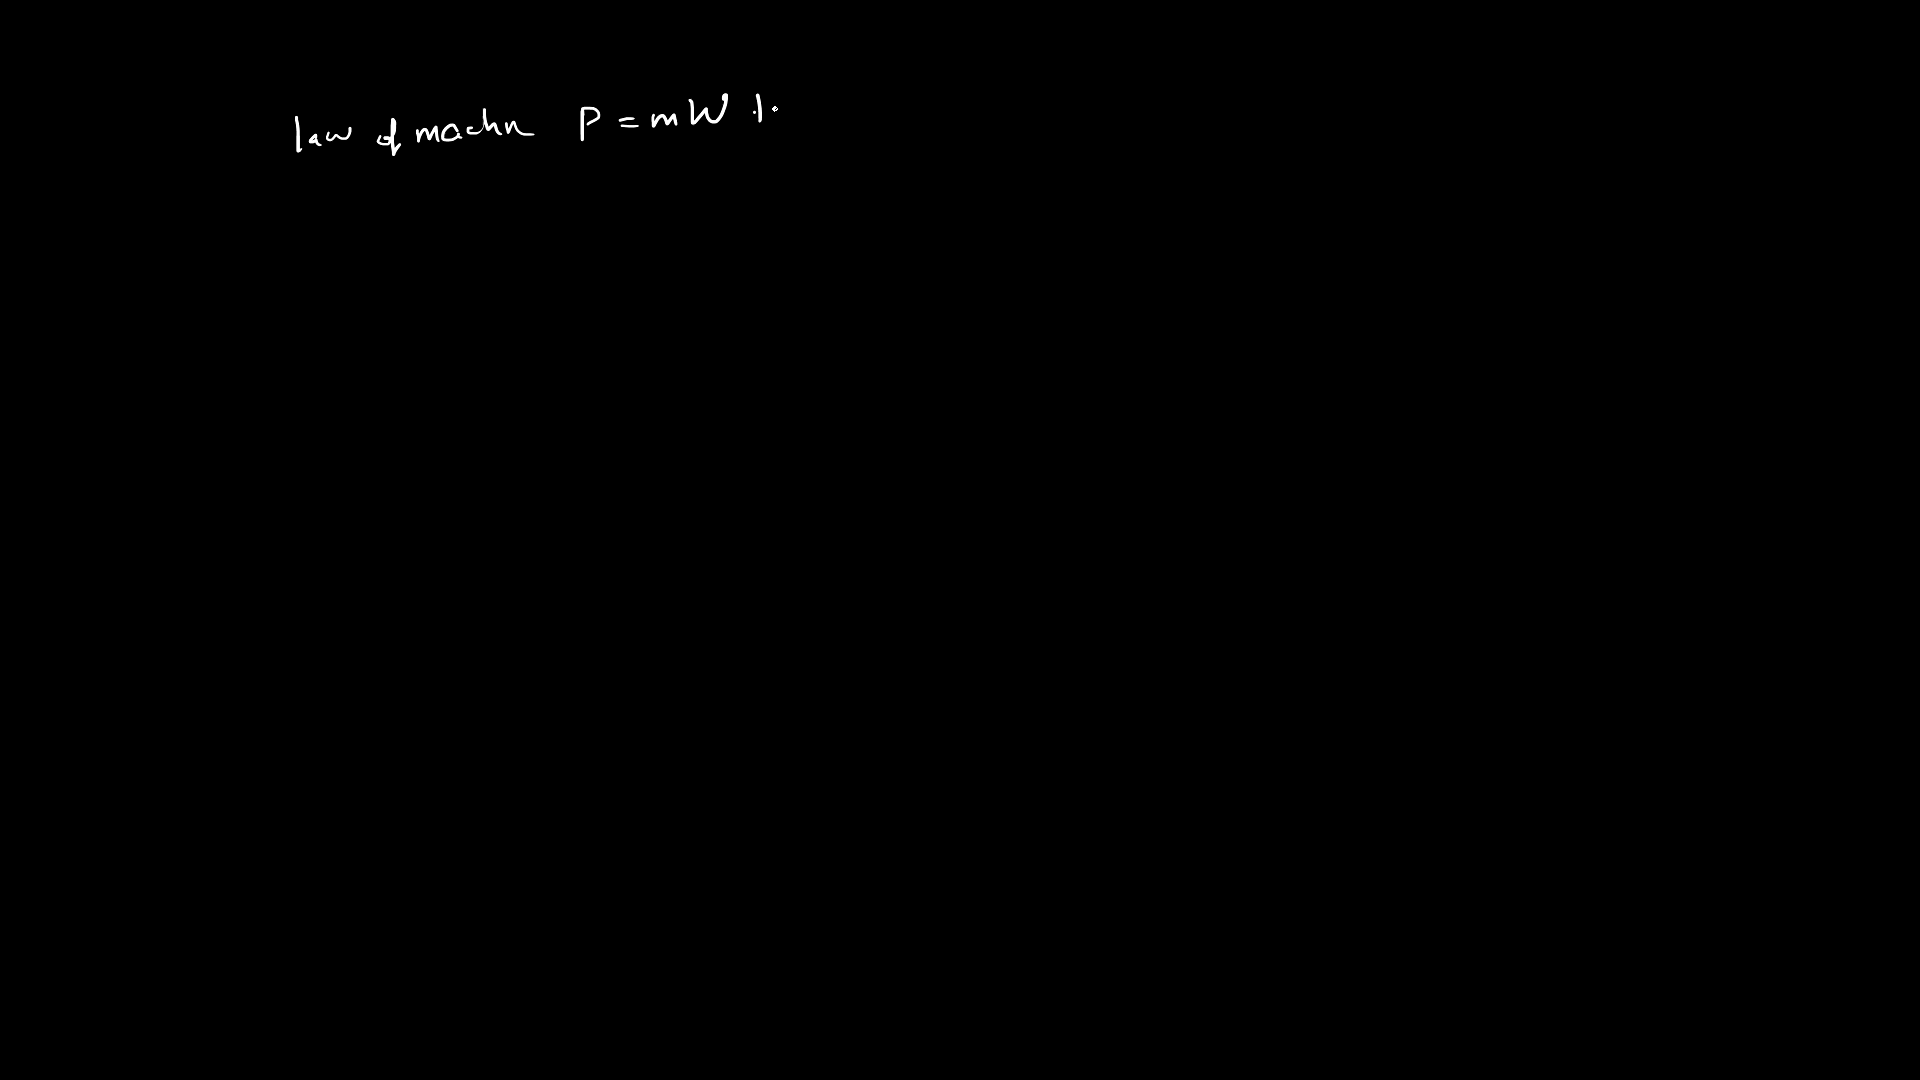 law of machn P = mW